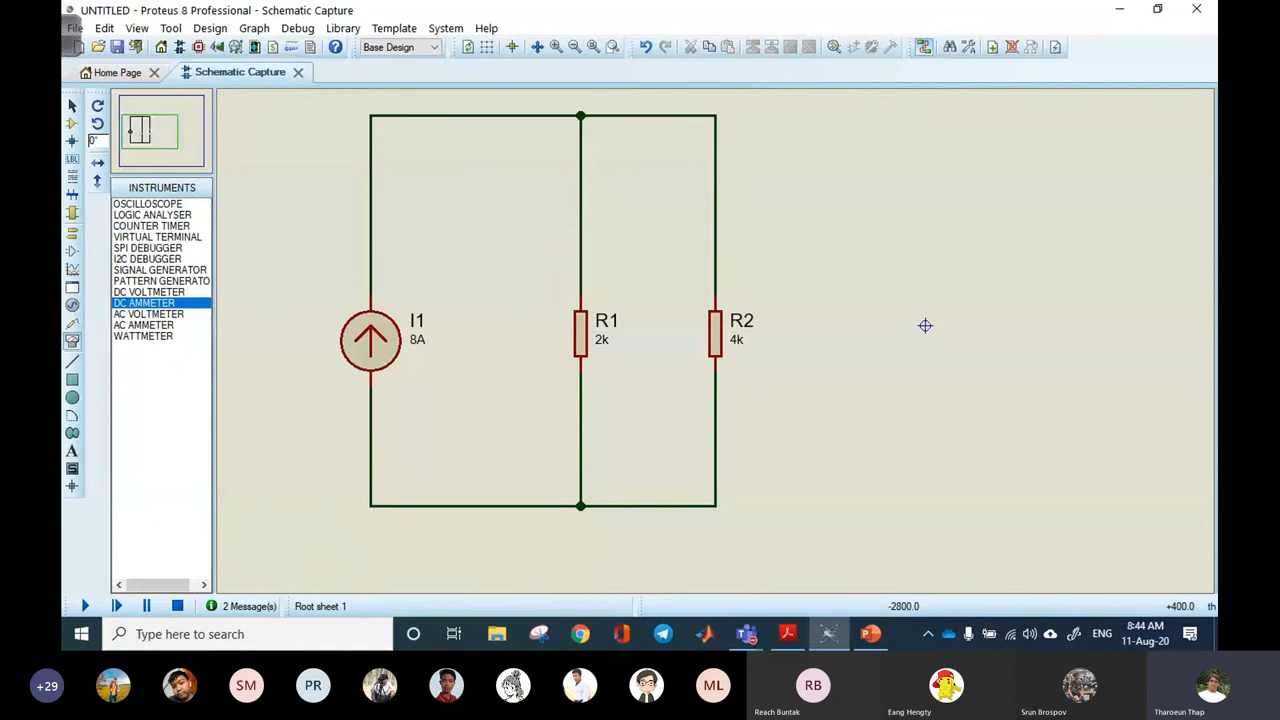 UNTITLED - Proteus 8 Professional - Schematic Capture
File Edit View Tool Design Graph Debug Library Template System Help
Base Design
Home Page
Schematic Capture
0°
LBL
INSTRUMENTS
OSCILLOSCOPE
LOGIC ANALYSER
COUNTER TIMER
VIRTUAL TERMINAL
SPI DEBUGGER
I2C DEBUGGER
SIGNAL GENERATOR
PATTERN GENERATO
DC VOLTMETER
DC AMMETER
AC VOLTMETER
AC AMMETER
WATTMETER
I1
8A
R1
2k
R2
4k
2 Message(s)
Root sheet 1
-2800.0
+400.0
th
Type here to search
ENG
8:44 AM
11-Aug-20
+29
SM
PR
ML
RB
Reach Buntak
Eang Hengty
Srun Brospov
Tharoeun Thap